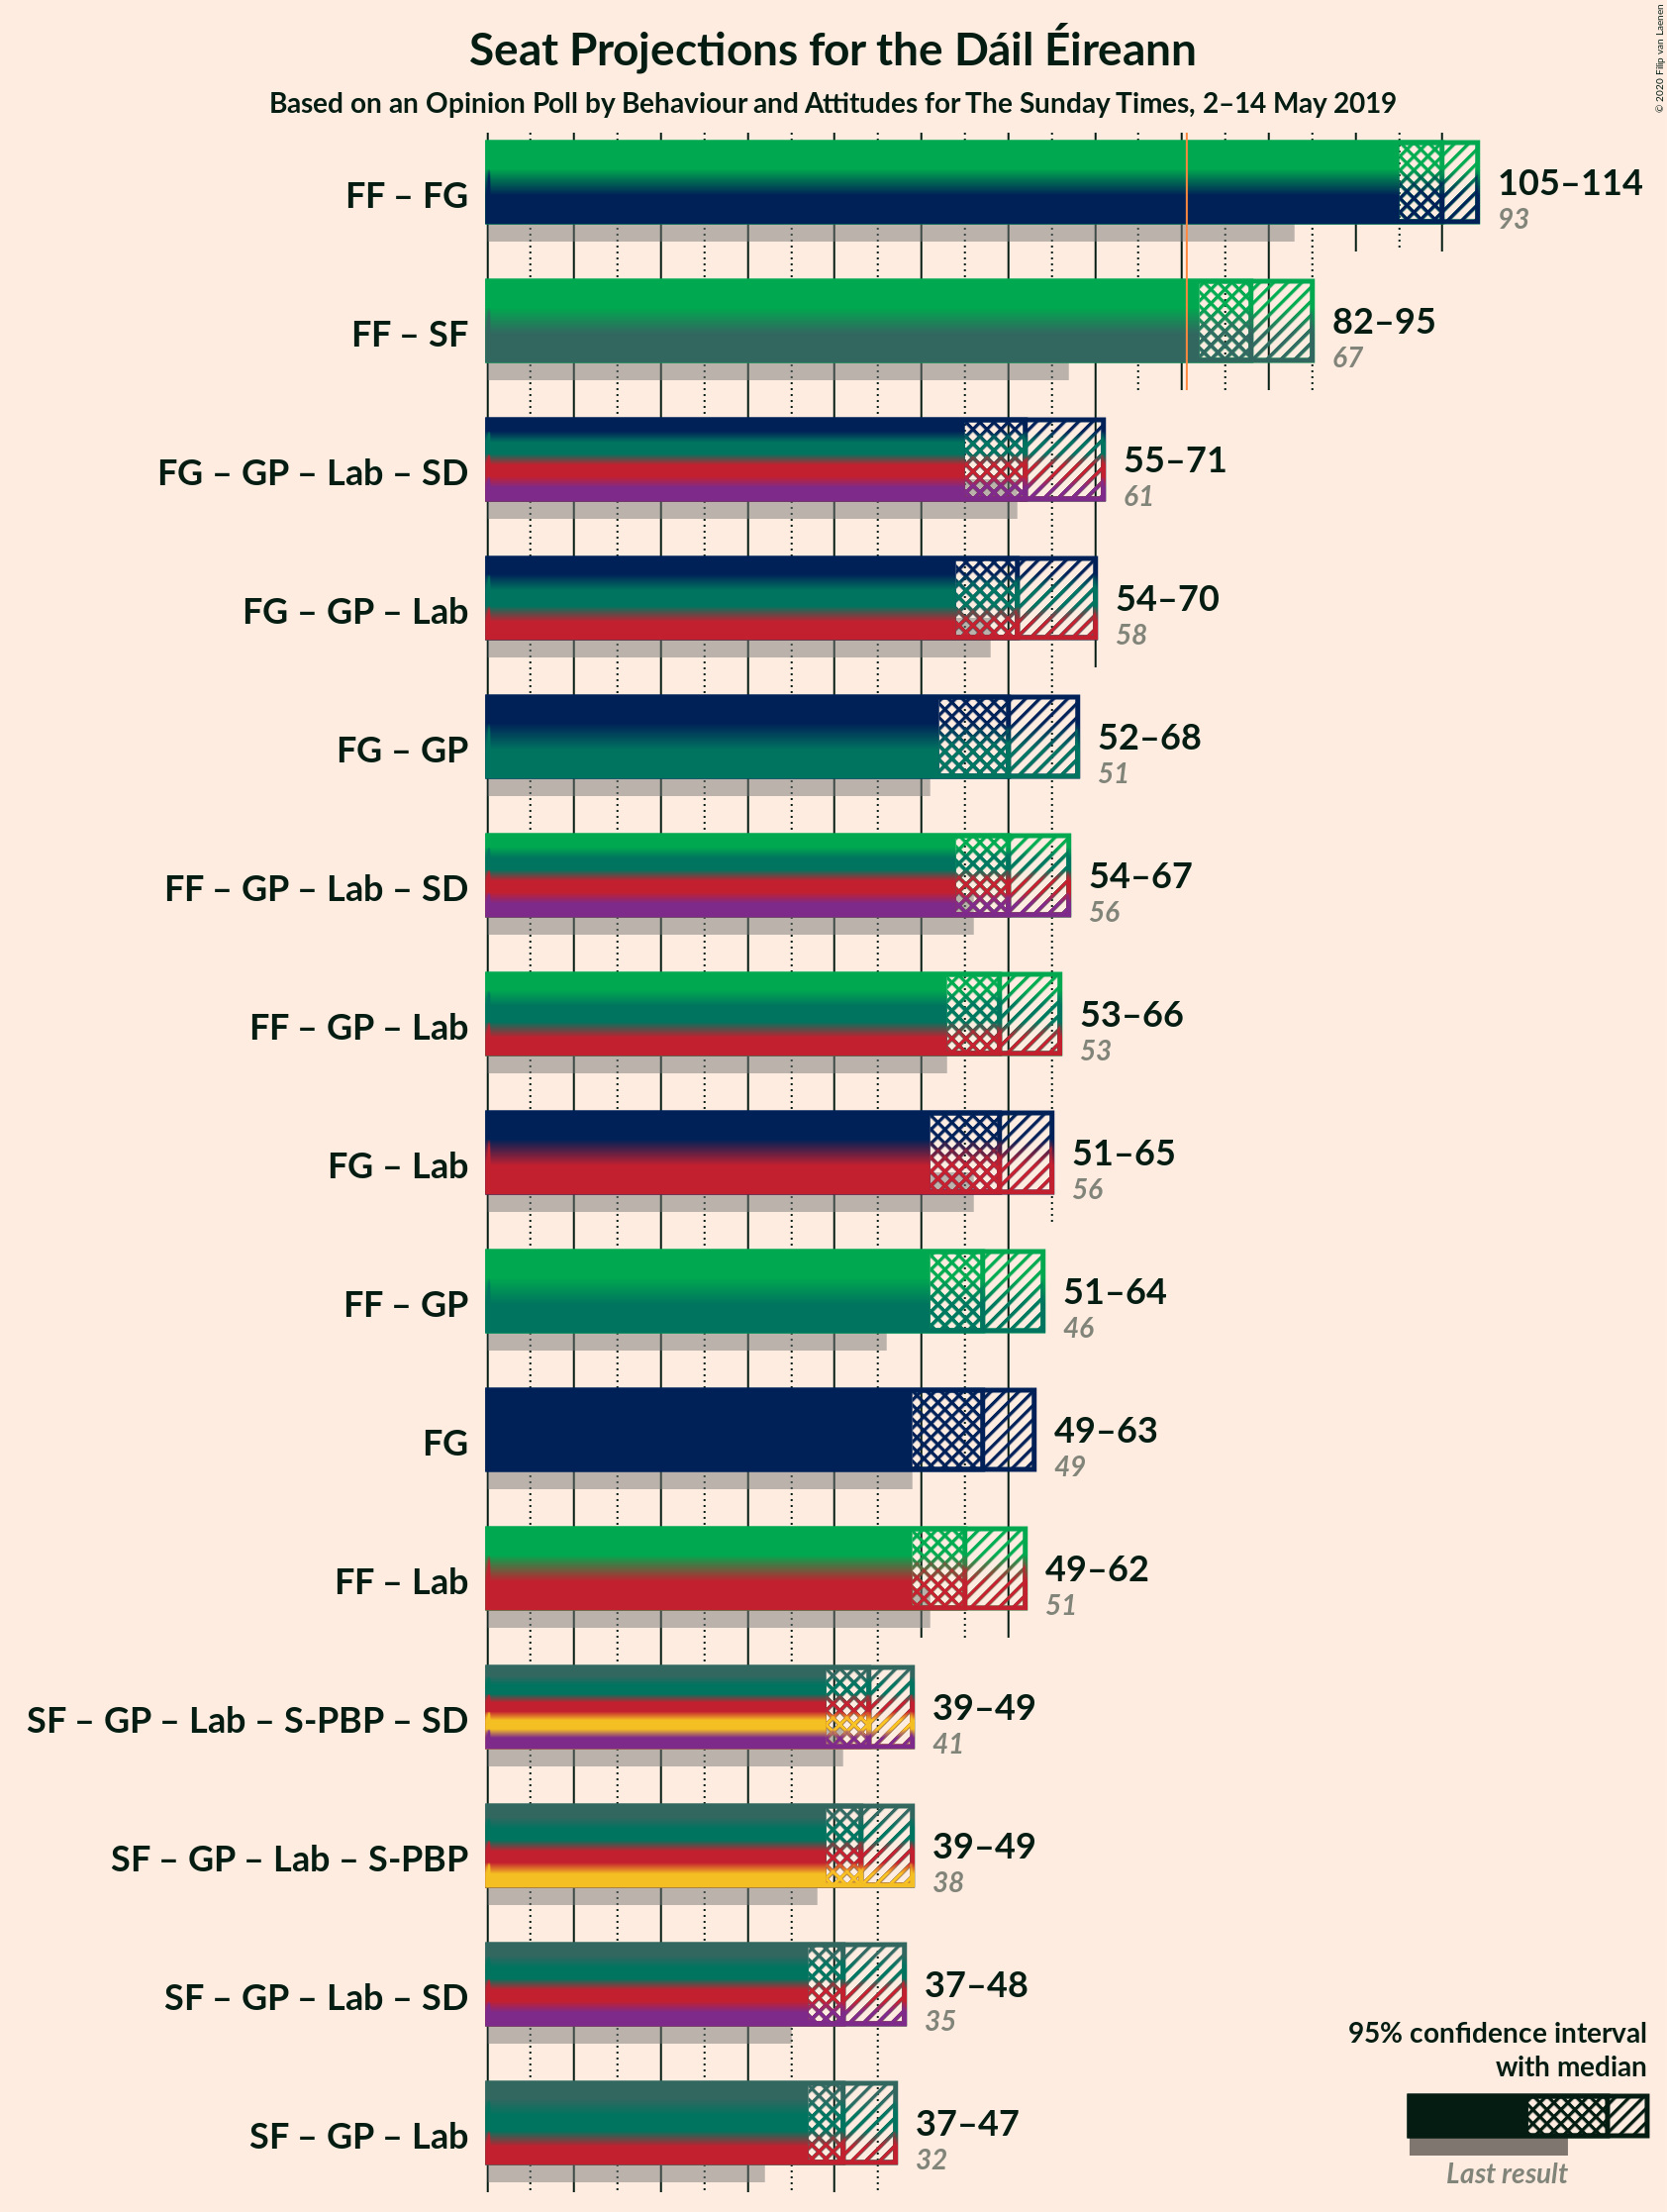 © 2020 Filip van Laenen
Seat Projections for the Dáil Éireann
Based on an Opinion Poll by Behaviour and Attitudes for The Sunday Times, 2–14 May 2019
FF – FG
105–114
93
FF – SF
82–95
67
FG – GP – Lab – SD
55–71
61
FG – GP – Lab
54–70
58
FG – GP
52–68
51
FF – GP – Lab – SD
54–67
56
FF – GP – Lab
53–66
53
FG – Lab
51–65
56
FF – GP
51–64
46
FG
49–63
49
FF – Lab
49–62
51
SF – GP – Lab – S-PBP – SD
39–49
41
SF – GP – Lab – S-PBP
39–49
38
SF – GP – Lab – SD
37–48
35
SF – GP – Lab
37–47
32
95% confidence interval
with median
Last result